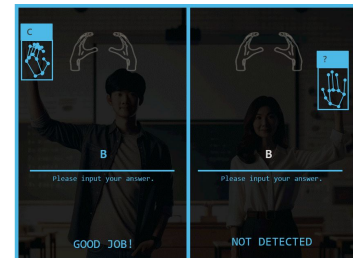 C
?
B
Please input your answer.
GOOD JOB!
B
Please input your answer.
NOT DETECTED